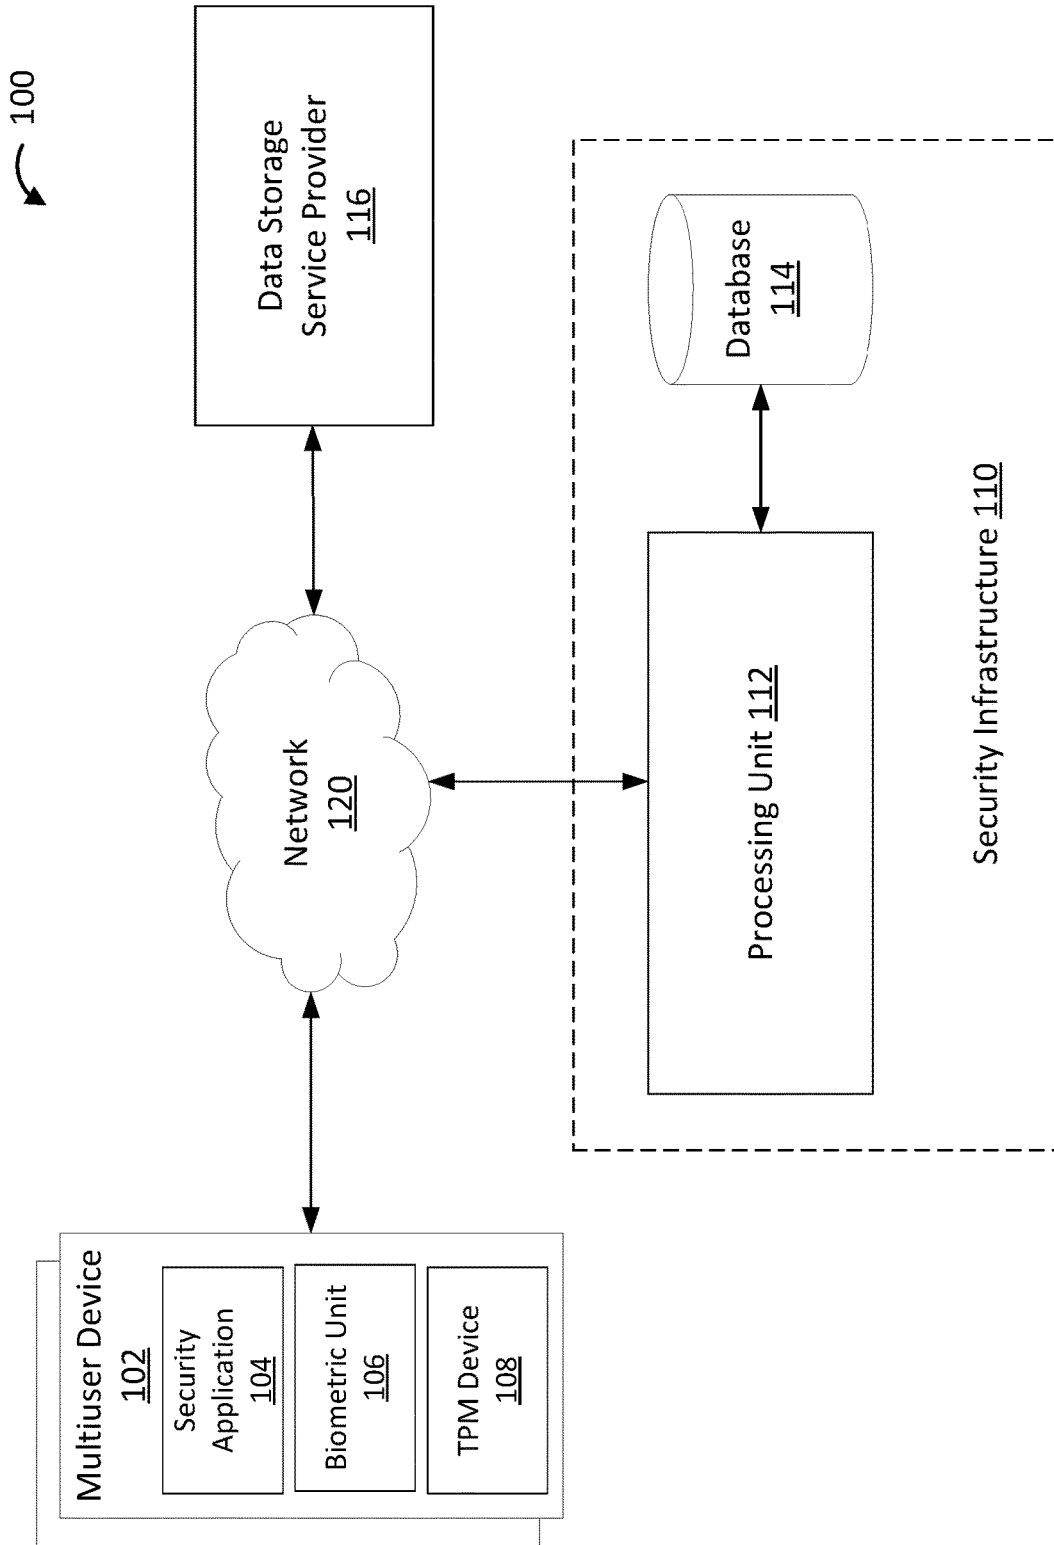 100
Multiuser Device
102
Security
Application
104
Biometric Unit
106
TPM Device
108
Network
120
Data Storage
Service Provider
116
Processing Unit 112
Database
114
Security Infrastructure 110